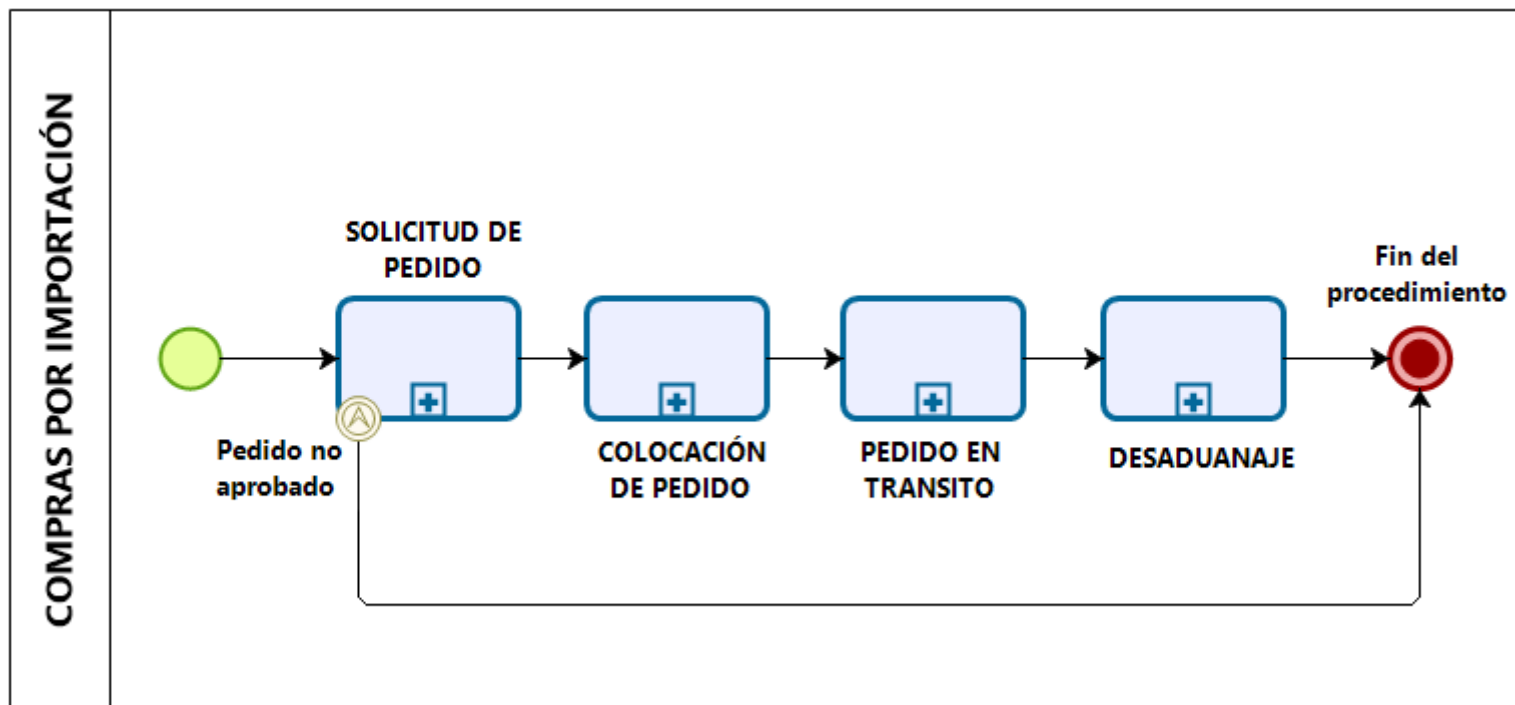 COMPRAS POR IMPORTACIÓN
SOLICITUD DE
PEDIDO
Pedido no
aprobado
COLOCACIÓN
DE PEDIDO
PEDIDO EN
TRANSITO
DESADUANAJE
Fin del
procedimiento